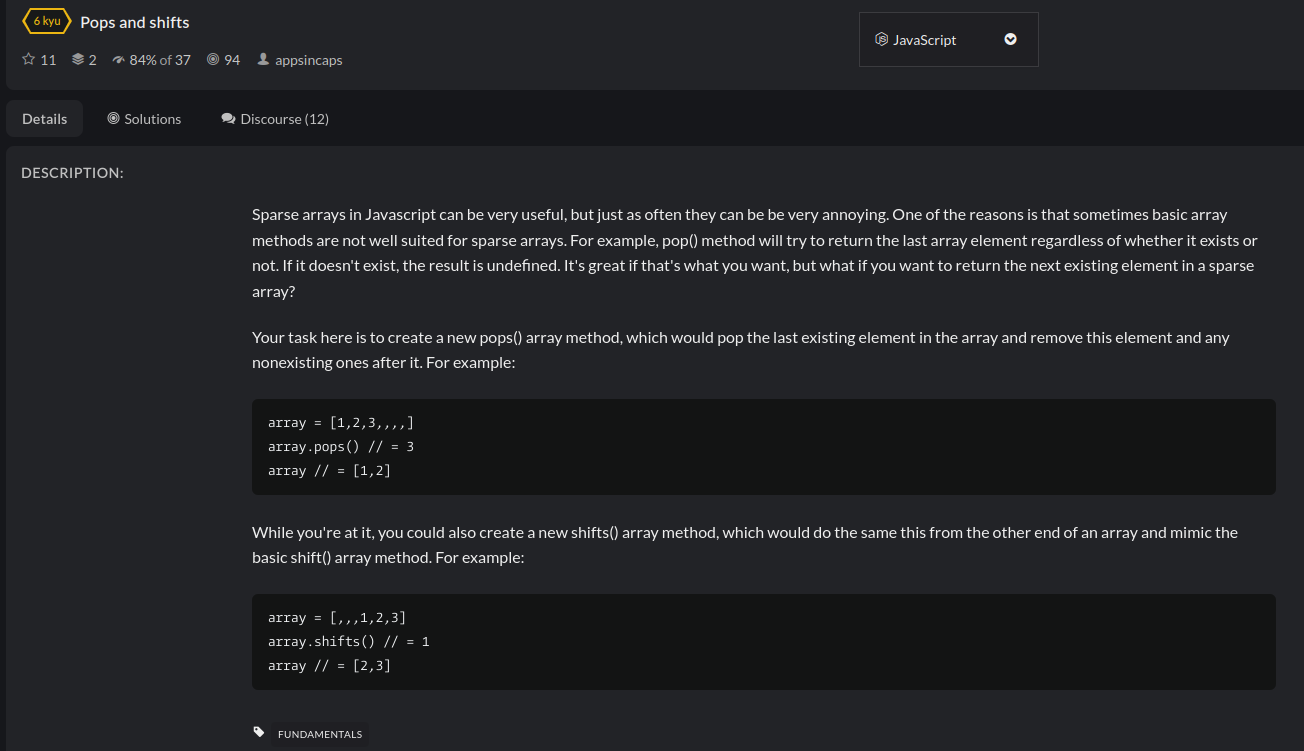 6 kyu Pops and shifts
JavaScript
11 2 84% of 37 94 appsincaps
Details Solutions Discourse (12)
DESCRIPTION:
Sparse arrays in Javascript can be very useful, but just as often they can be be very annoying. One of the reasons is that sometimes basic array
methods are not well suited for sparse arrays. For example, pop() method will try to return the last array element regardless of whether it exists or
not. If it doesn't exist, the result is undefined. It's great if that's what you want, but what if you want to return the next existing element in a sparse
array?
Your task here is to create a new pops() array method, which would pop the last existing element in the array and remove this element and any
nonexisting ones after it. For example:
array = [1,2,3,,,,]
array.pops() // = 3
array // = [1,2]
While you're at it, you could also create a new shifts() array method, which would do the same this from the other end of an array and mimic the
basic shift() array method. For example:
array = [,,,1,2,3]
array.shifts() // = 1
array // = [2,3]
FUNDAMENTALS